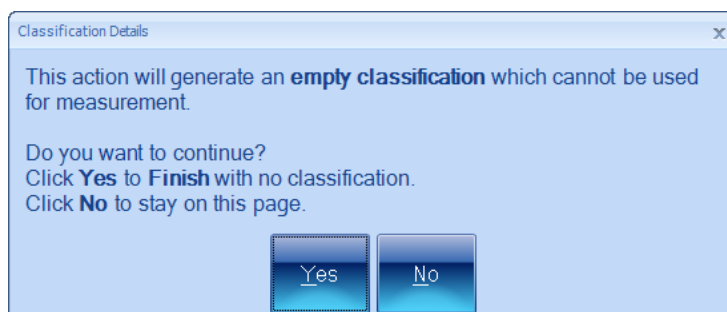 Classification Details
x
This action will generate an empty classification which cannot be used
for measurement.
Do you want to continue?
Click Yes to Finish with no classification.
Click No to stay on this page.
Yes
No